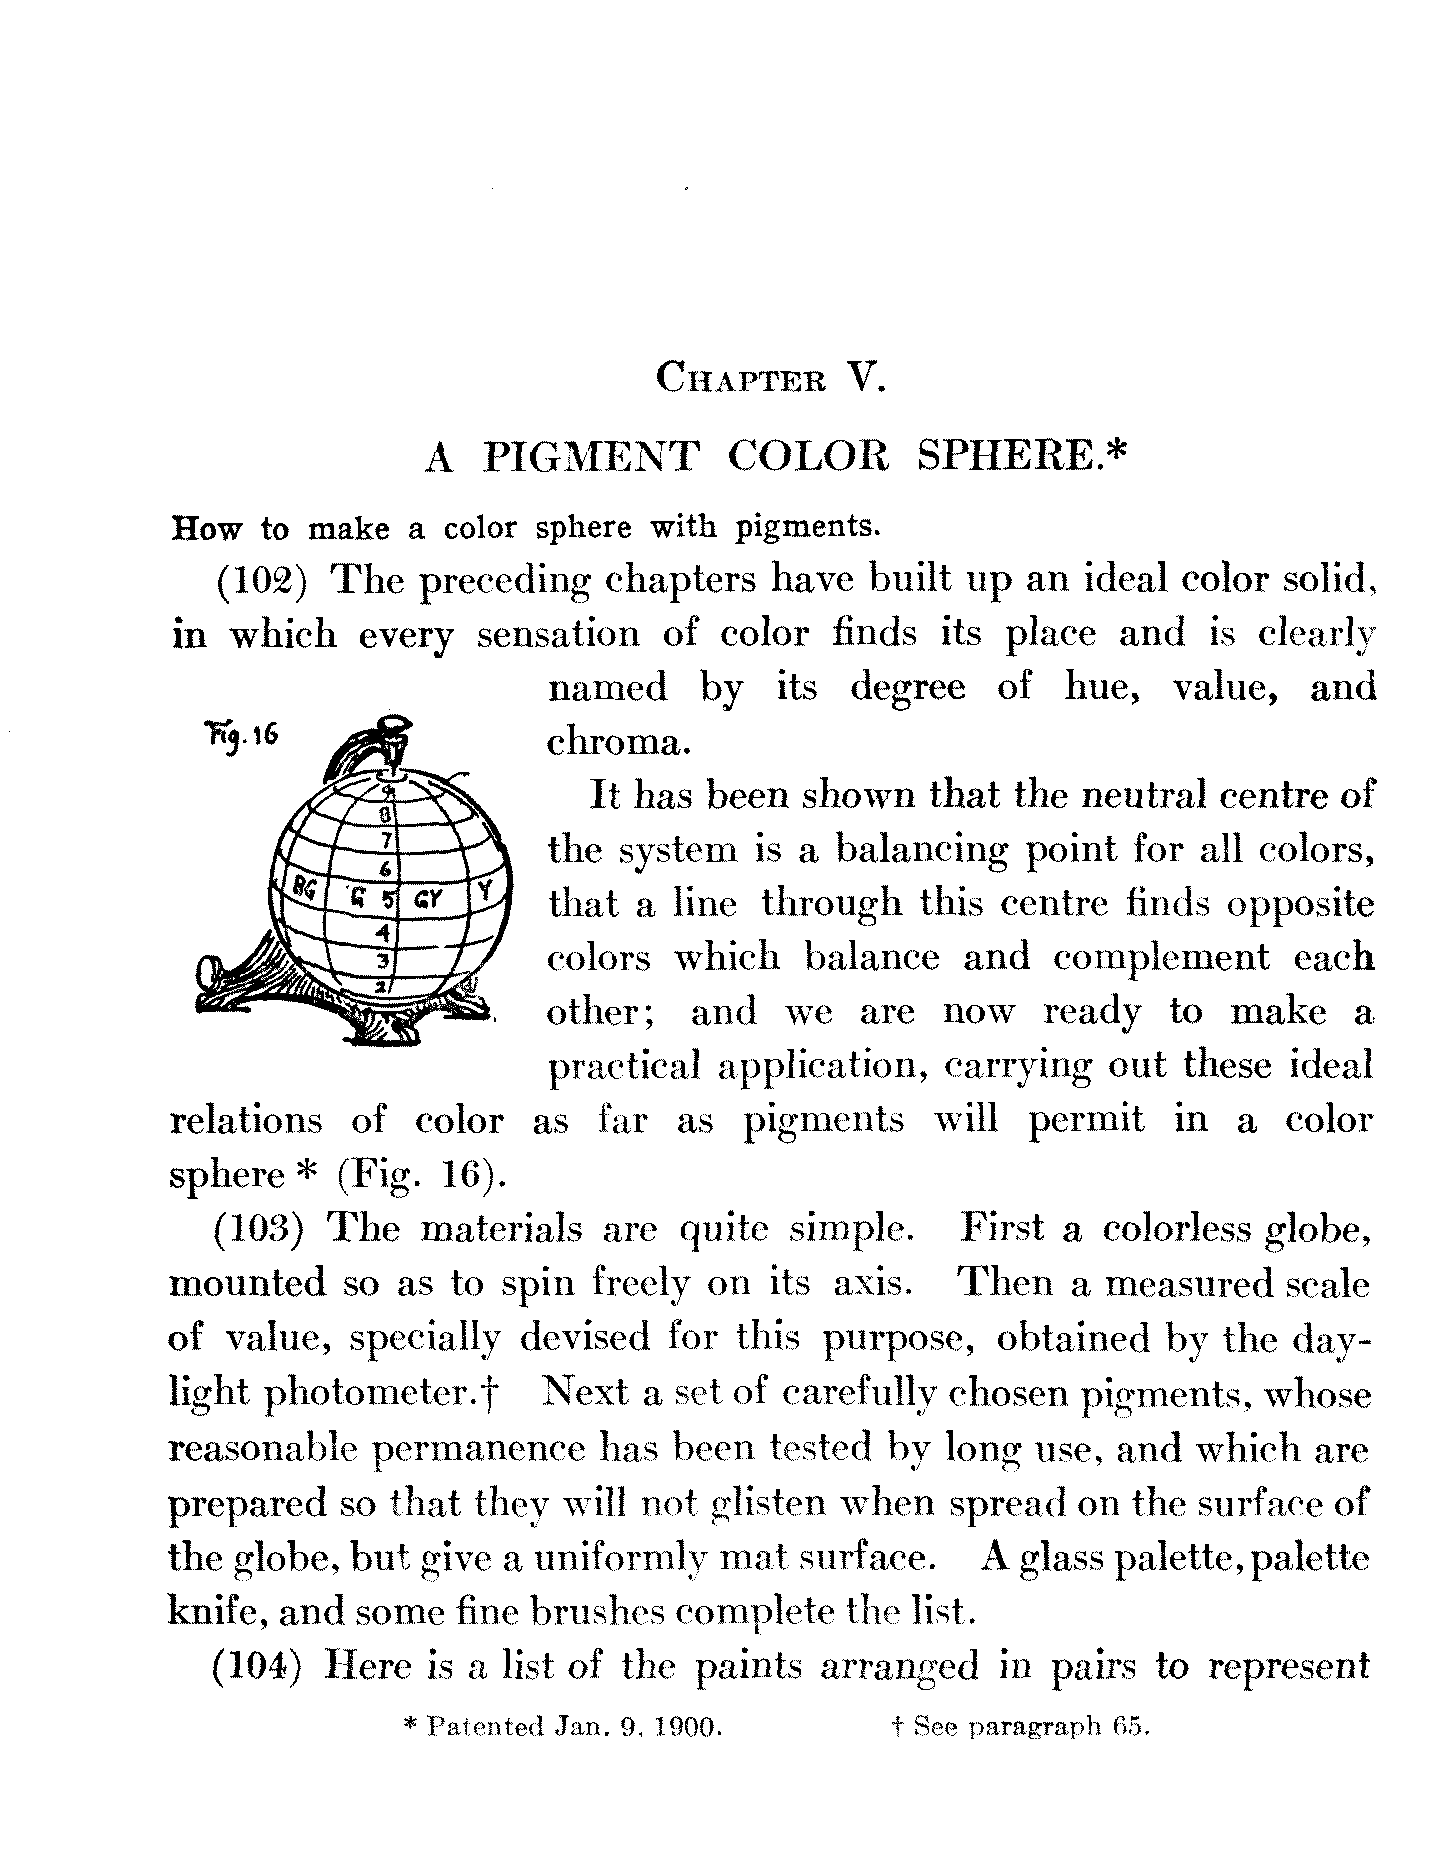 CHAPTER V.
A PIGMENT COLOR SPHERE.*
How to make a color sphere with pigments.
(102) The preceding chapters have built up an ideal color solid,
in which every sensation of color finds its place and is clearly
named by its degree of hue, value, and
chroma.
Fig. 16
9
8
7
6
BG G 5 GY Y
4
3
2
It has been shown that the neutral centre of
the system is a balancing point for all colors,
that a line through this centre finds opposite
colors which balance and complement each
other; and we are now ready to make a
practical application, carrying out these ideal
relations of color as far as pigments will permit in a color
sphere * (Fig. 16).
(103) The materials are quite simple. First a colorless globe,
mounted so as to spin freely on its axis. Then a measured scale
of value, specially devised for this purpose, obtained by the day-
light photometer.† Next a set of carefully chosen pigments, whose
reasonable permanence has been tested by long use, and which are
prepared so that they will not glisten when spread on the surface of
the globe, but give a uniformly mat surface. A glass palette, palette
knife, and some fine brushes complete the list.
(104) Here is a list of the paints arranged in pairs to represent
* Patented Jan. 9, 1900. † See paragraph 65.